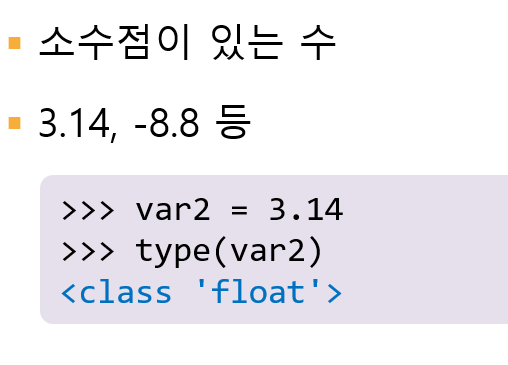 소수점이 있는 수
3.14, -8.8 등
>>> var2 = 3.14
>>> type(var2)
<class 'float'>